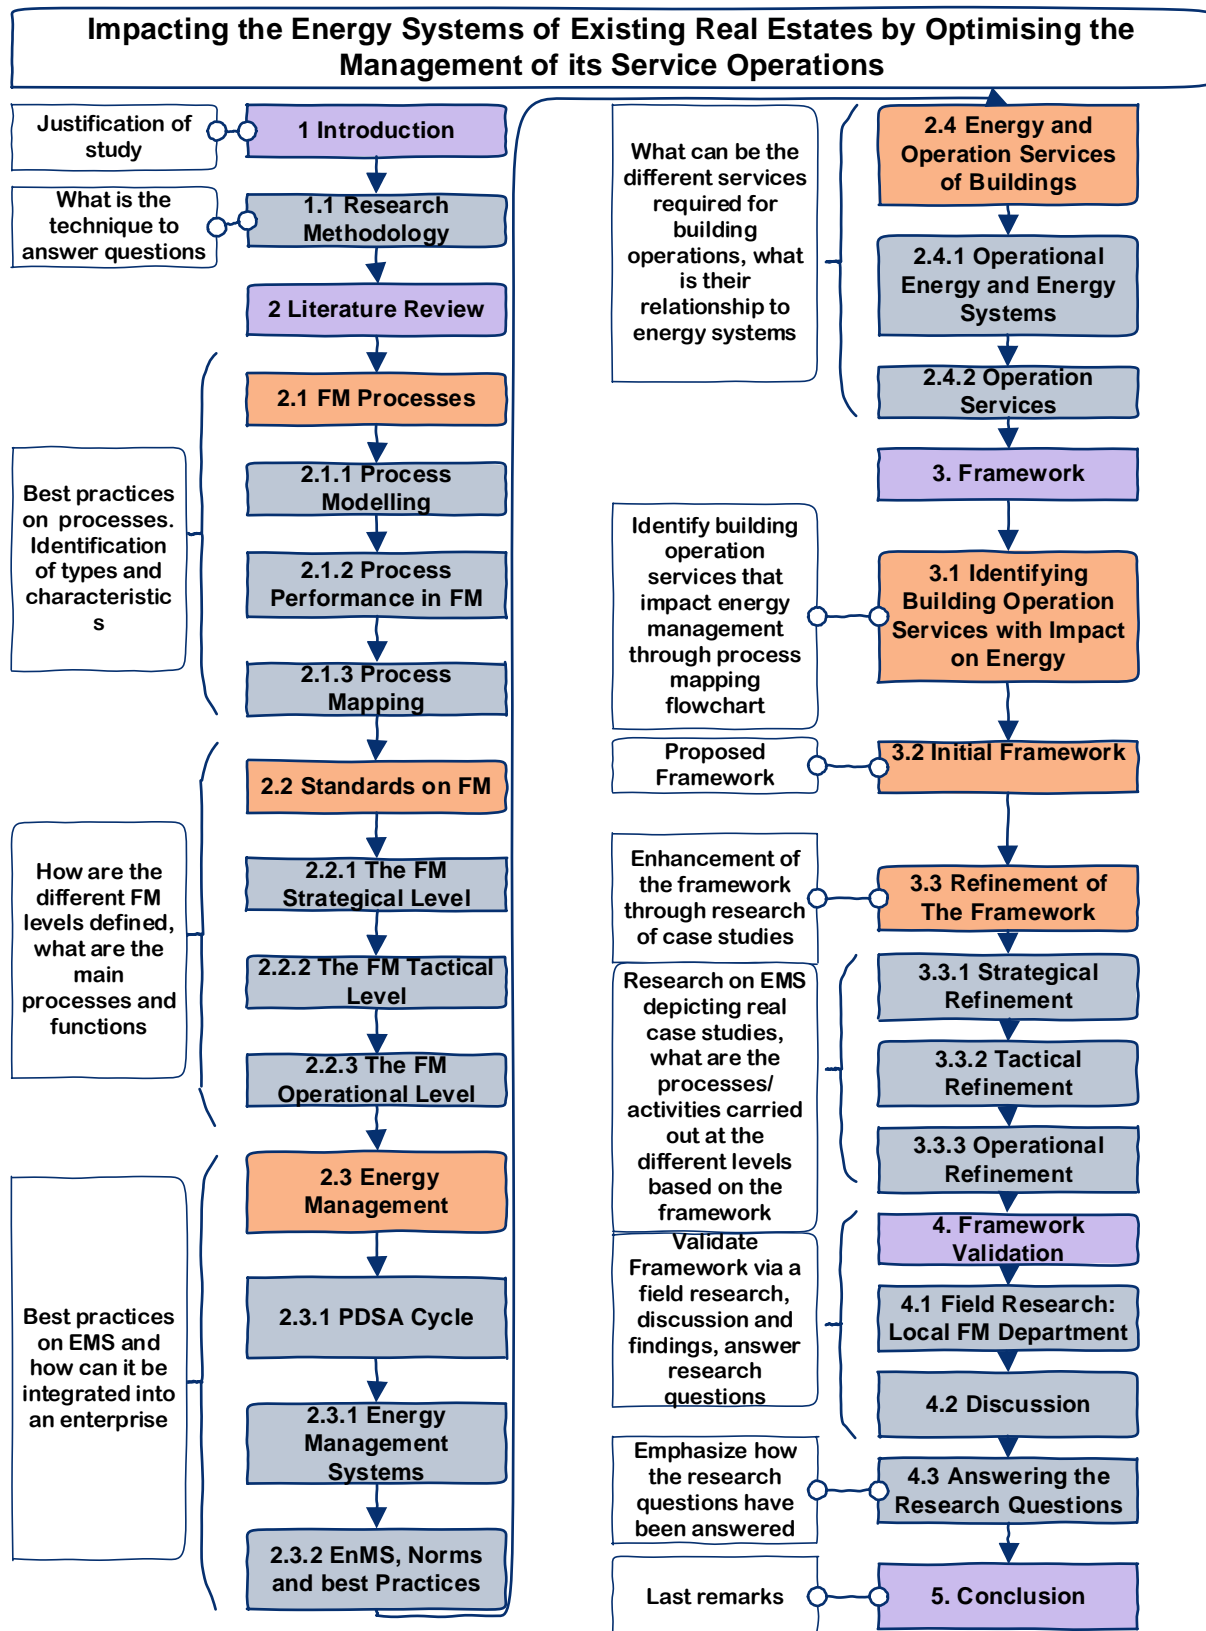 Impacting the Energy Systems of Existing Real Estates by Optimising the
Management of its Service Operations
Justification of
study
1 Introduction
What is the
technique to
answer questions
1.1 Research
Methodology
2 Literature Review
2.1 FM Processes
2.1.1 Process
Modelling
Best practices
on processes.
Identification
of types and
characteristic
s
2.1.2 Process
Performance in FM
2.1.3 Process
Mapping
2.2 Standards on FM
2.2.1 The FM
Strategical Level
How are the
different FM
levels defined,
what are the
main
processes and
functions
2.2.2 The FM Tactical
Level
2.2.3 The FM
Operational Level
2.3 Energy
Management
2.3.1 PDSA Cycle
Best practices
on EMS and
how can it be
integrated into
an enterprise
2.3.1 Energy
Management
Systems
2.3.2 EnMS, Norms
and best Practices
What can be the
different services
required for
building
operations, what
is their
relationship to
energy systems
2.4 Energy and
Operation Services
of Buildings
2.4.1 Operational
Energy and Energy
Systems
2.4.2 Operation
Services
3. Framework
Identify building
operation
services that
impact energy
management
through process
mapping
flowchart
3.1 Identifying
Building Operation
Services with Impact
on Energy
Proposed
Framework
3.2 Initial Framework
Enhancement of
the framework
through research
of case studies
3.3 Refinement of
The Framework
Research on EMS
depicting real
case studies,
what are the
processes/
activities carried
out at the
different levels
based on the
framework
3.3.1 Strategical
Refinement
3.3.2 Tactical
Refinement
3.3.3 Operational
Refinement
Validate
Framework via a
field research,
discussion and
findings, answer
research
questions
4. Framework
Validation
4.1 Field Research:
Local FM Department
4.2 Discussion
Emphasize how
the research
questions have
been answered
4.3 Answering the
Research Questions
Last remarks
5. Conclusion